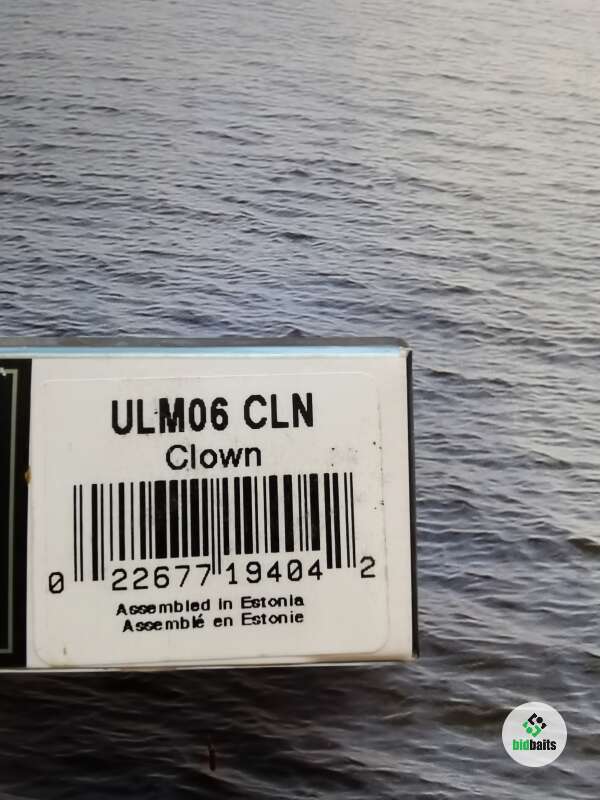 ULM06 CLN
Clown
0 22677 19404 2
Assembled in Estonia
Assemblé en Estonie
bidbaits